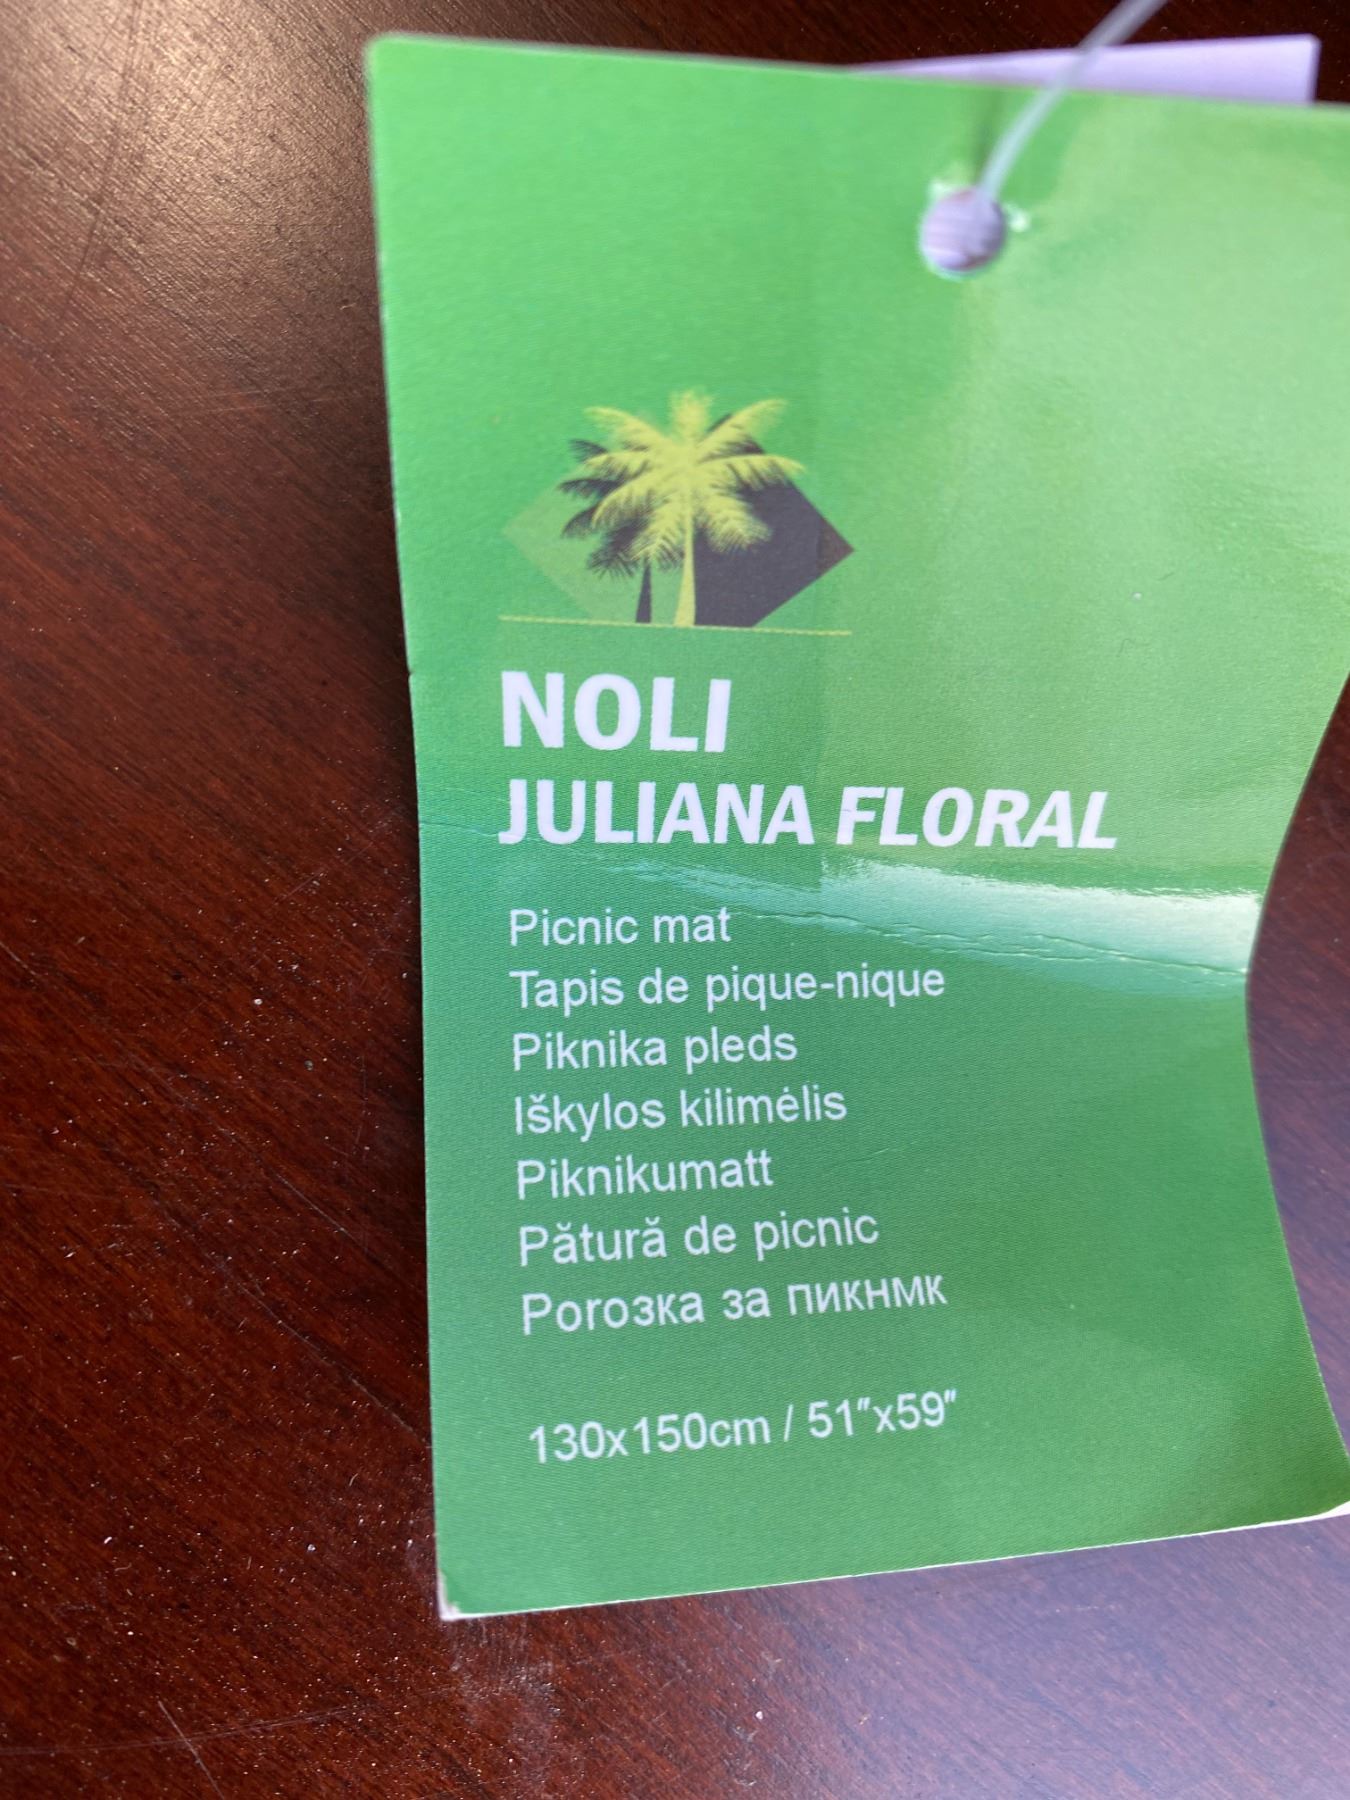 NOLI
JULIANA FLORAL
Picnic mat
Tapis de pique-nique
Piknika pleds
Iškylos kilimėlis
Piknikumatt
Pătură de picnic
Рогозка за пикнмк
130x150cm / 51"x59"